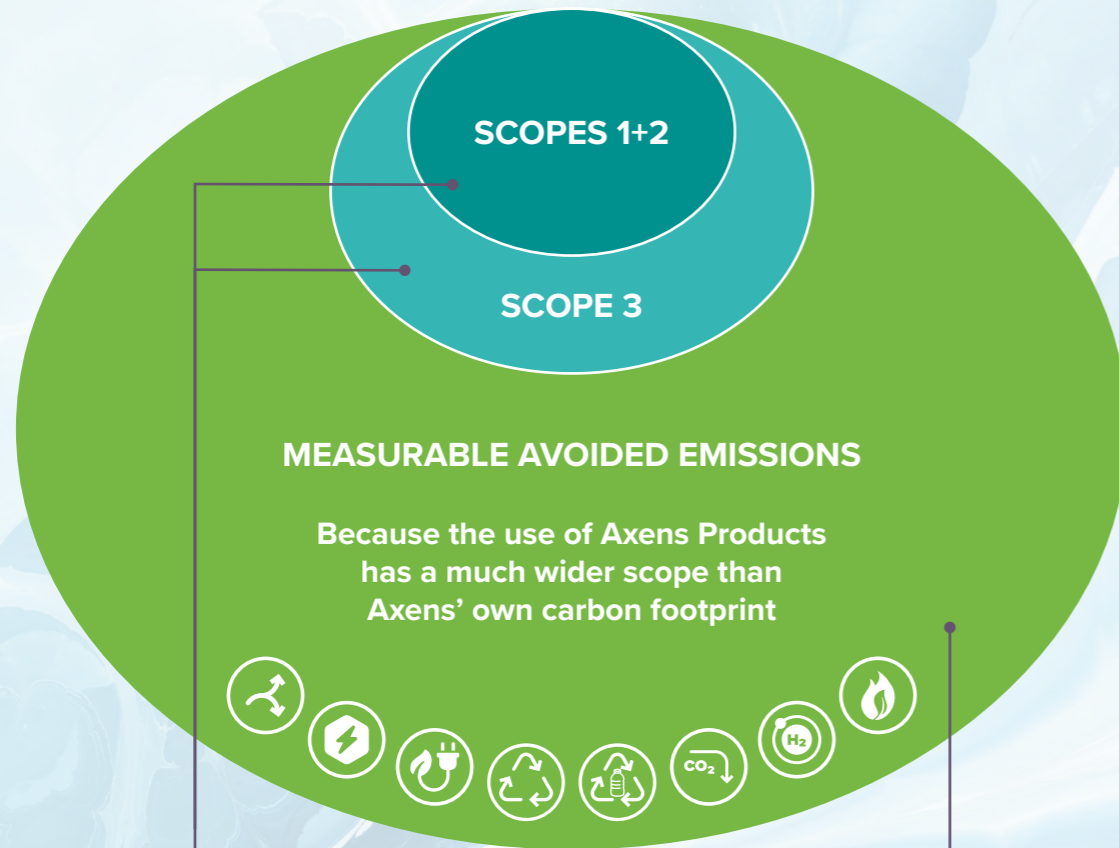 SCOPES 1+2
SCOPE 3
MEASURABLE AVOIDED EMISSIONS
Because the use of Axens Products
has a much wider scope than
Axens’ own carbon footprint
CO₂
H₂